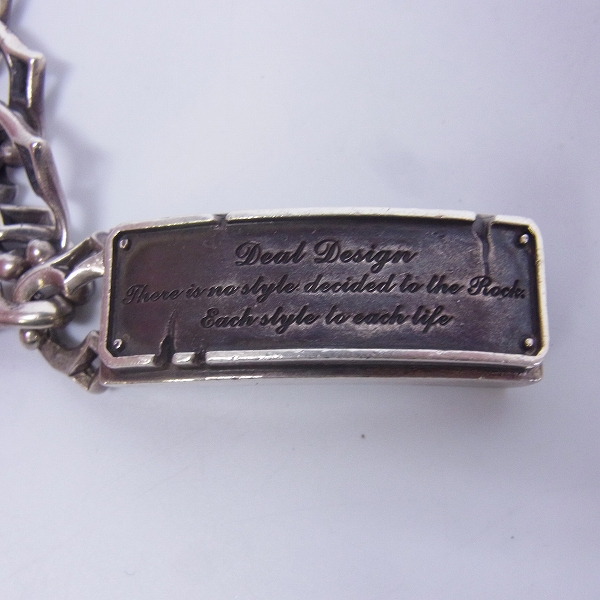 Deal Design
There is no style decided to the Rock.
Each style to each life